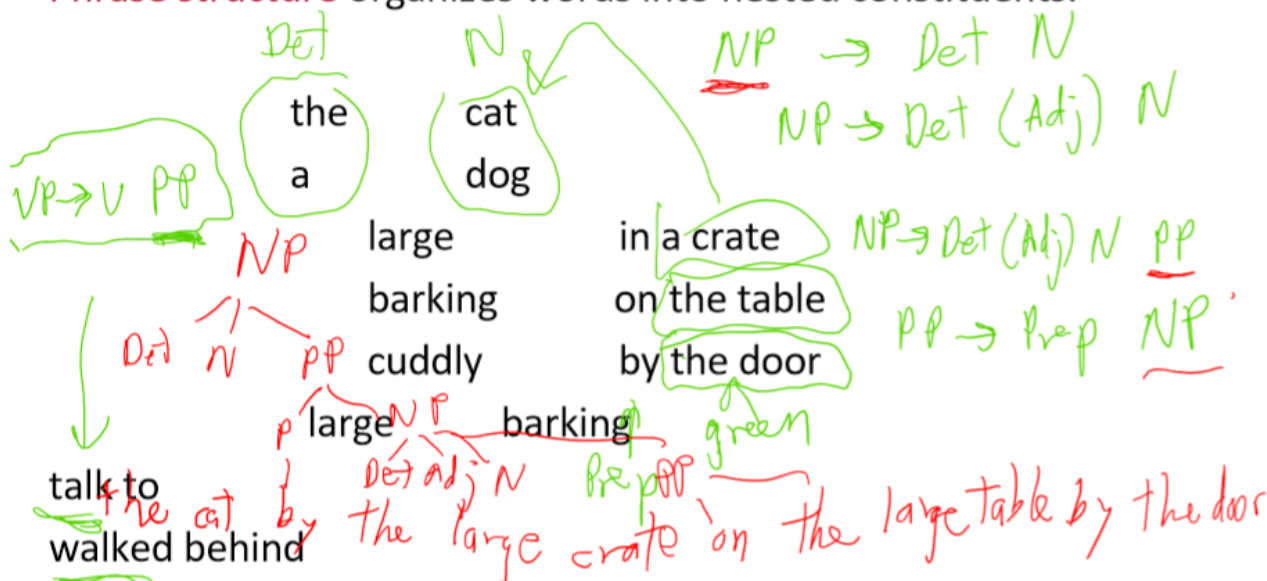 Phrase structure organizes words into nested constituents.
Det N NP → Det N
the cat NP → Det (Adj) N
a dog
VP → V PP
NP large in a crate NP → Det (Adj) N PP
barking on the table
Det N PP cuddly by the door PP → Prep NP
P large NP barking green
Det Adj N Prep PP
talk to
the cat by the large crate on the large table by the door
walked behind